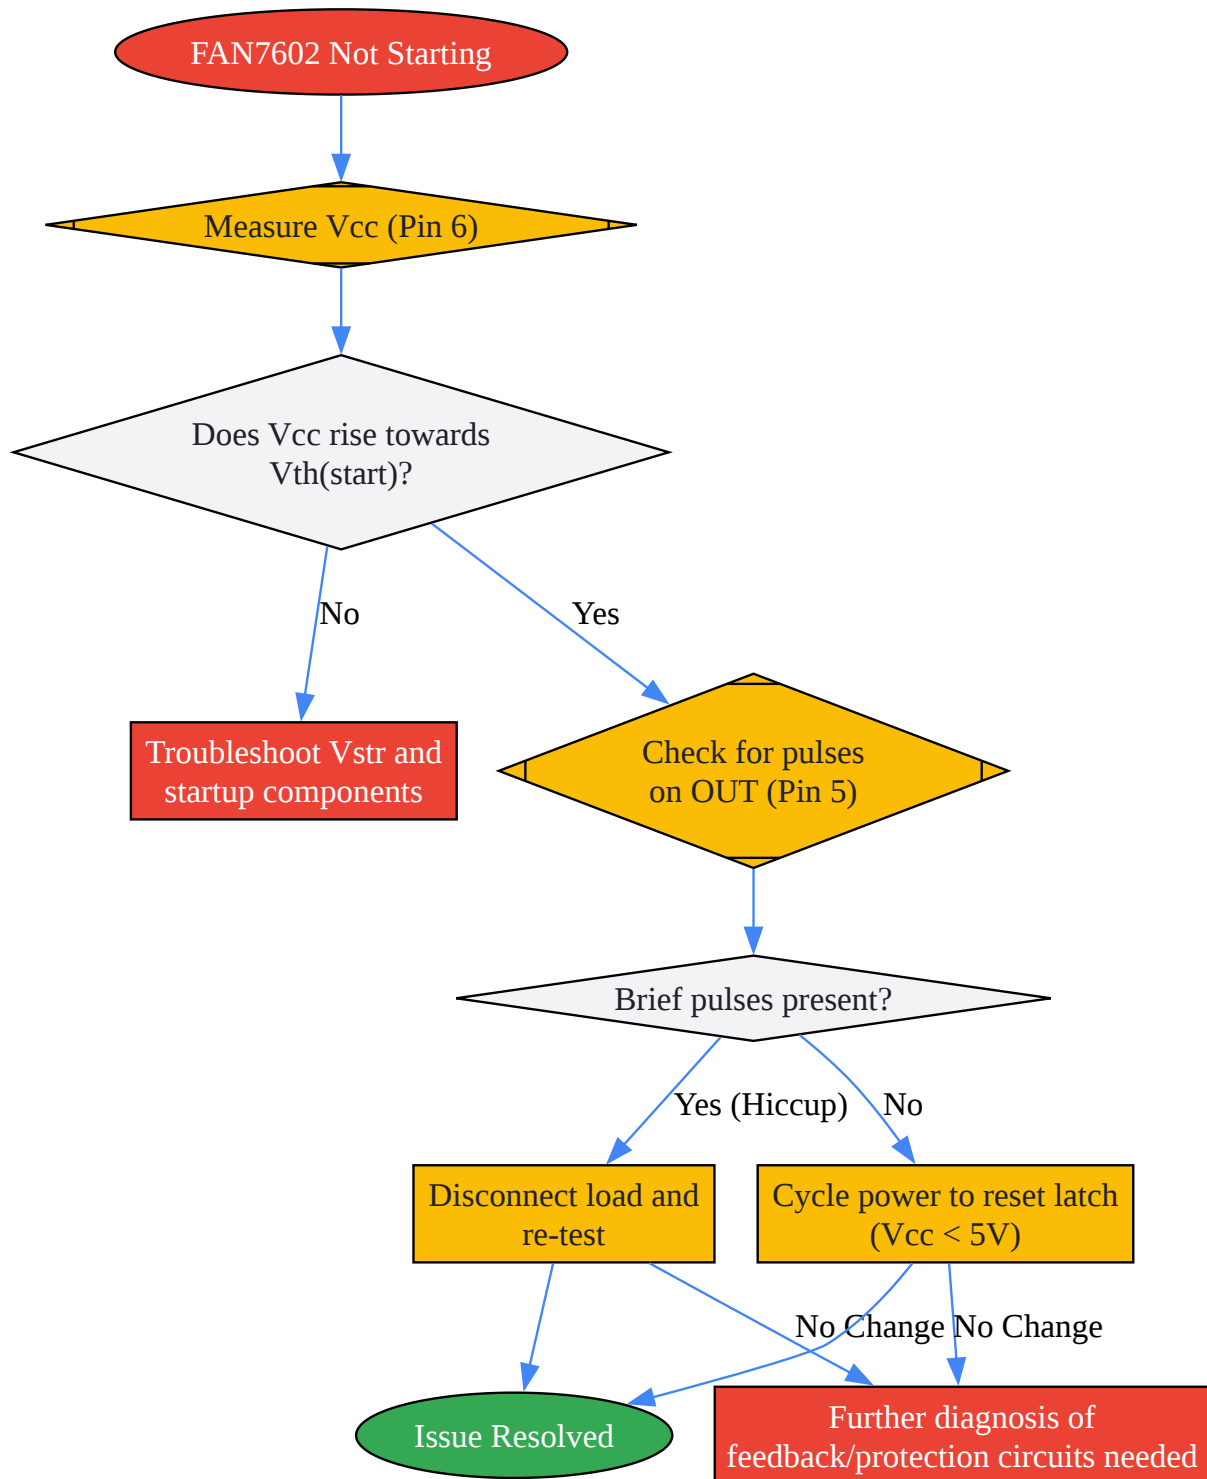 FAN7602 Not Starting
Measure Vcc (Pin 6)
Does Vcc rise towards
Vth(start)?
No
Yes
Troubleshoot Vstr and
startup components
Check for pulses
on OUT (Pin 5)
Brief pulses present?
Yes (Hiccup)
No
Disconnect load and
re-test
Cycle power to reset latch
(Vcc < 5V)
No Change
No Change
Issue Resolved
Further diagnosis of
feedback/protection circuits needed